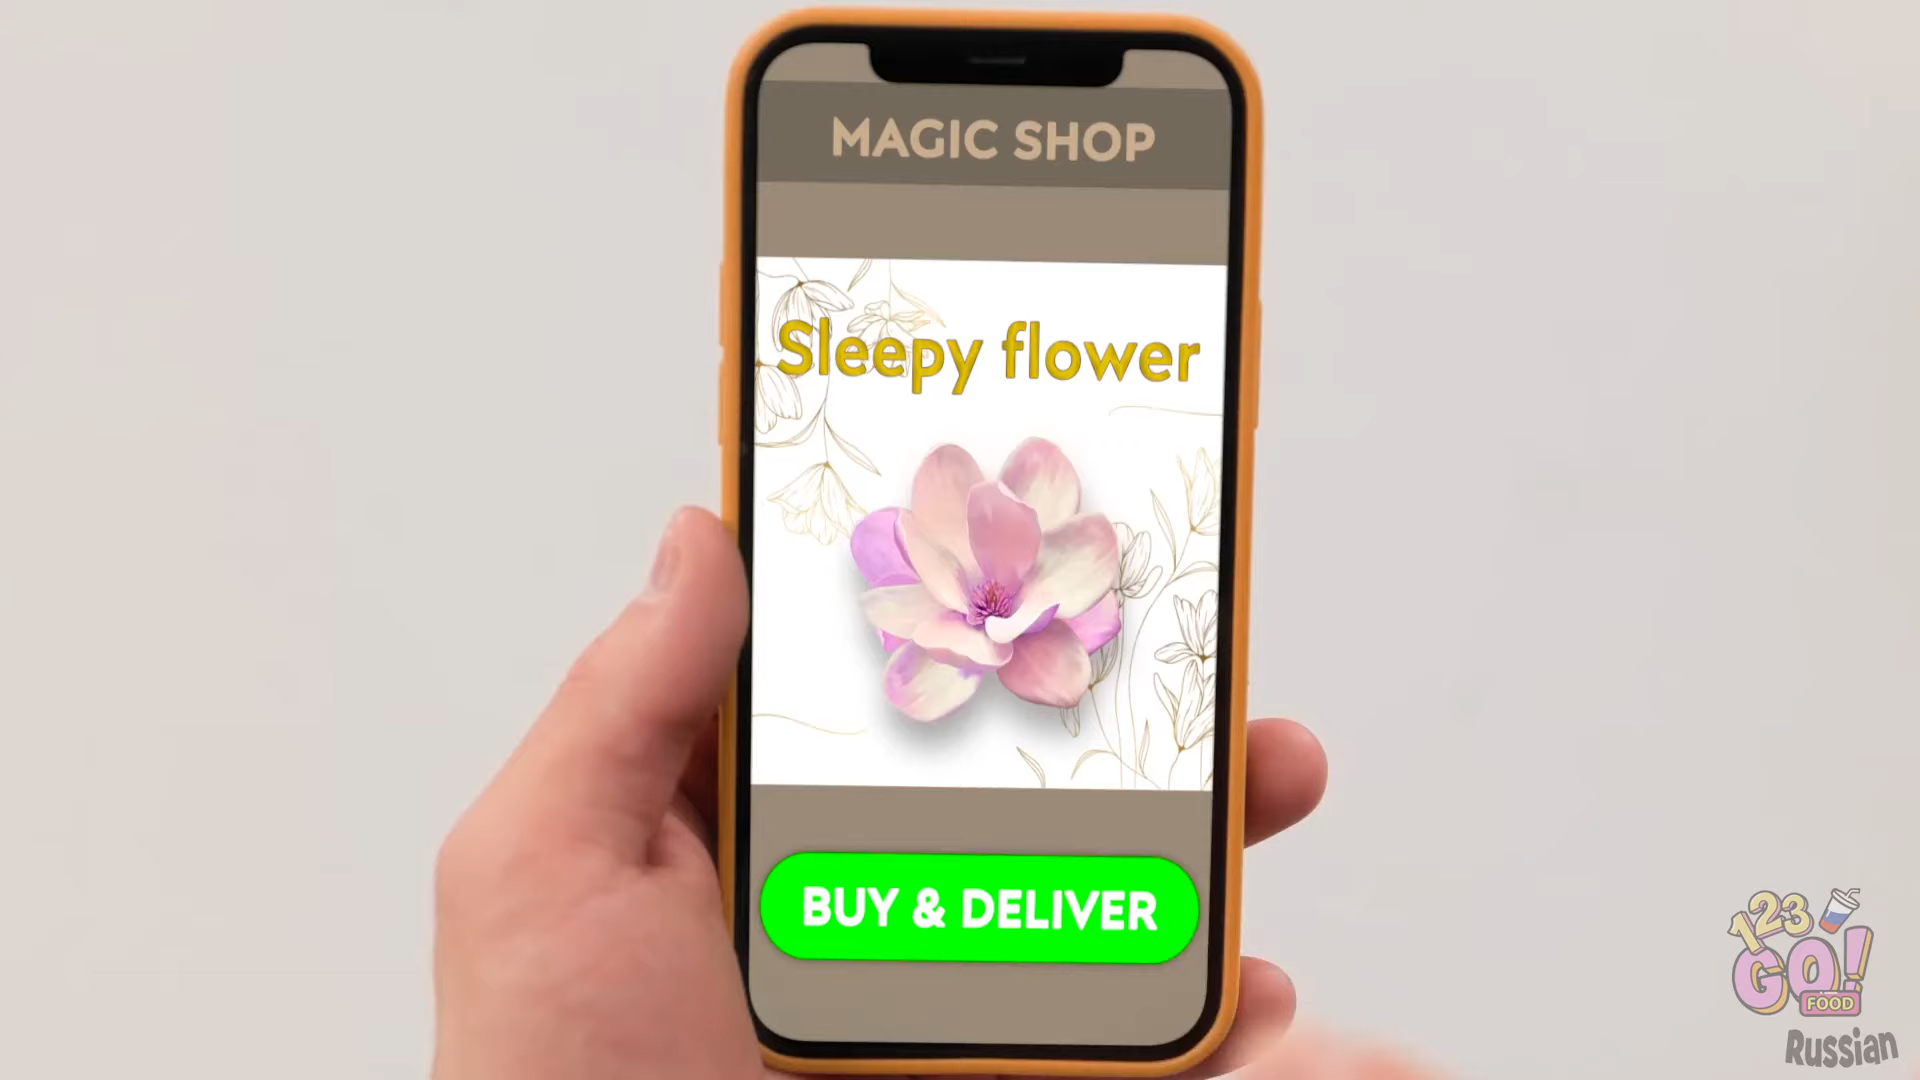 MAGIC SHOP
Sleepy flower
BUY & DELIVER
123
GO!
FOOD
Russian